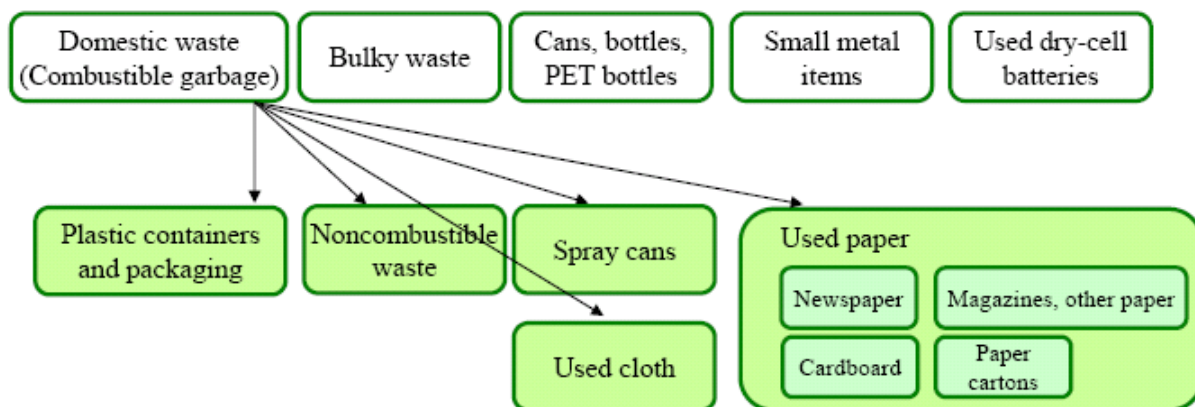 Domestic waste
(Combustible garbage)
Bulky waste
Cans, bottles,
PET bottles
Small metal
items
Used dry-cell
batteries
Plastic containers
and packaging
Noncombustible
waste
Spray cans
Used cloth
Used paper
Newspaper
Magazines, other paper
Cardboard
Paper
cartons